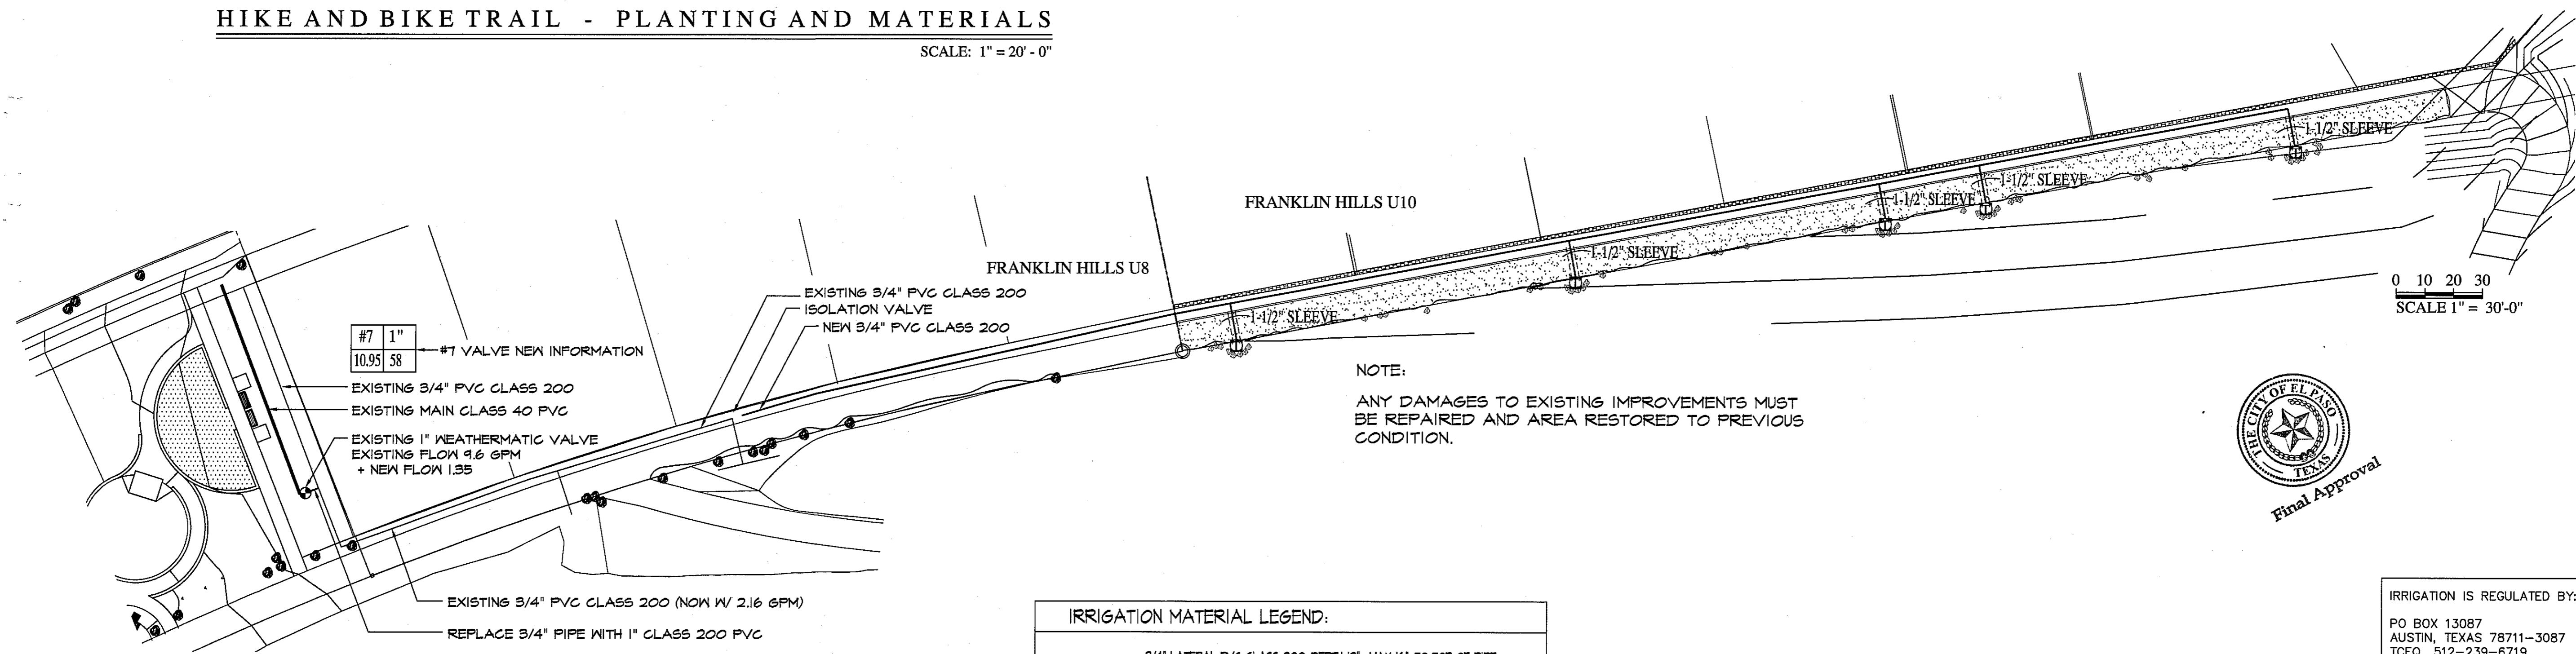 HIKE AND BIKE TRAIL - PLANTING AND MATERIALS
SCALE: 1" = 20' - 0"
FRANKLIN HILLS U10
FRANKLIN HILLS U8
1-1/2" SLEEVE
1-1/2" SLEEVE
1-1/2" SLEEVE
1-1/2" SLEEVE
1-1/2" SLEEVE
0 10 20 30
SCALE 1" = 30'-0"
EXISTING 3/4" PVC CLASS 200
ISOLATION VALVE
NEW 3/4" PVC CLASS 200
#7 1"
10.95 58
#7 VALVE NEW INFORMATION
EXISTING 3/4" PVC CLASS 200
EXISTING MAIN CLASS 40 PVC
EXISTING 1" WEATHERMATIC VALVE
EXISTING FLOW 9.6 GPM
+ NEW FLOW 1.35
EXISTING 3/4" PVC CLASS 200 (NOW W/ 2.16 GPM)
REPLACE 3/4" PIPE WITH 1" CLASS 200 PVC
NOTE:
ANY DAMAGES TO EXISTING IMPROVEMENTS MUST
BE REPAIRED AND AREA RESTORED TO PREVIOUS
CONDITION.
THE CITY OF EL PASO
TEXAS
Final Approval
IRRIGATION MATERIAL LEGEND:
IRRIGATION IS REGULATED BY:
PO BOX 13087
AUSTIN, TEXAS 78711-3087
TCEQ 512-239-6719